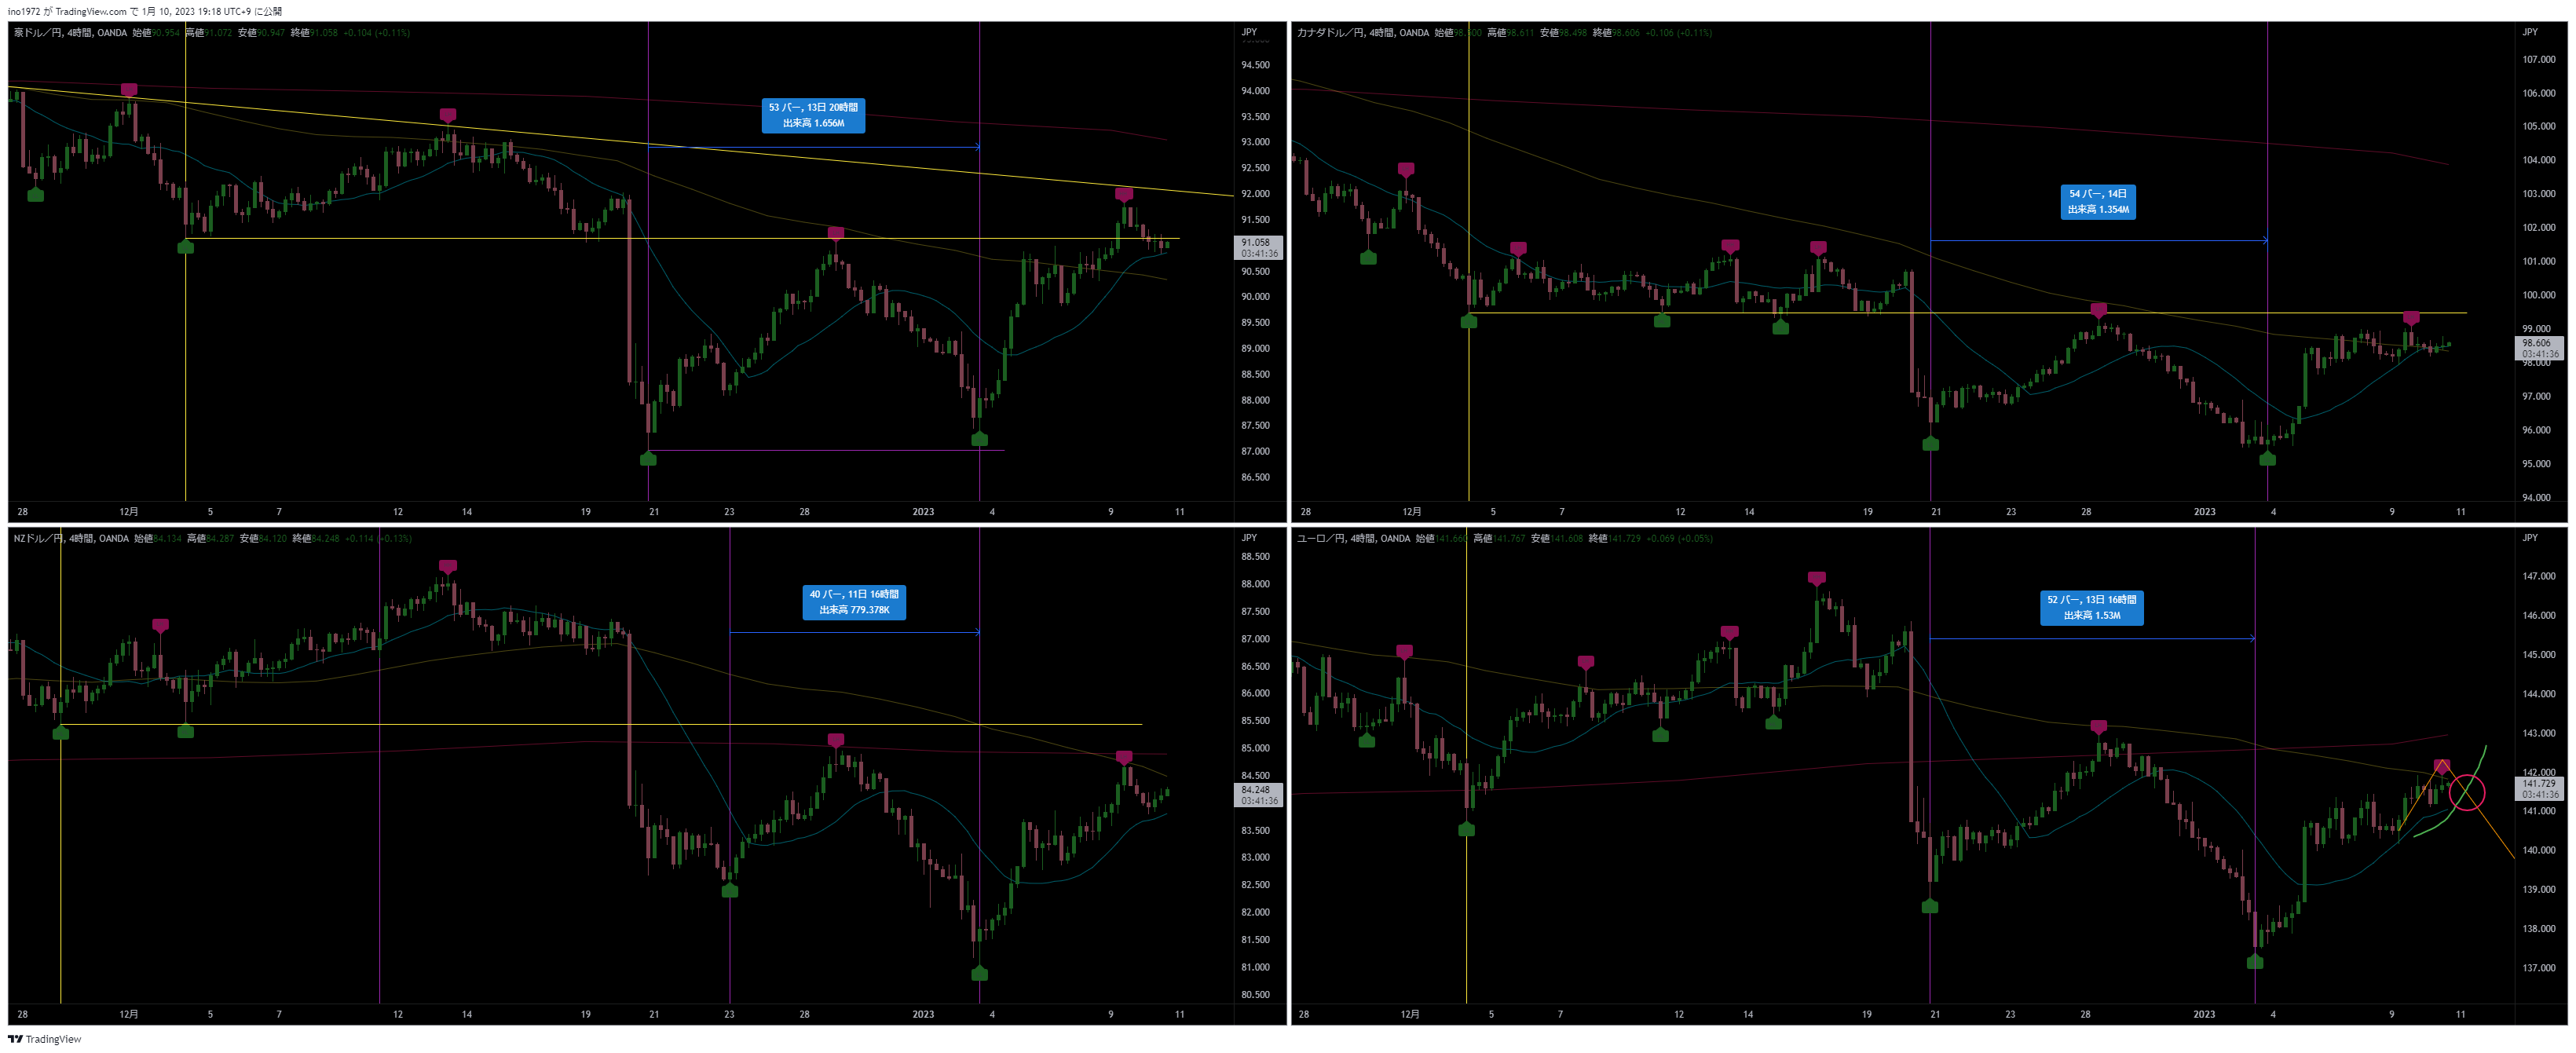 ino1972 が TradingView.com で 1月 10, 2023 19:18 UTC+9 に公開
豪ドル／円, 4時間, OANDA 始値90.954 高値91.072 安値90.947 終値91.058 +0.104 (+0.11%)
JPY
94.500
94.000
93.500
93.000
92.500
92.000
91.500
91.058
03:41:36
90.500
90.000
89.500
89.000
88.500
88.000
87.500
87.000
86.500
53 バー, 13日 20時間
出来高 1.656M
28 12月 5 7 12 14 19 21 23 28 2023 4 9 11
カナダドル／円, 4時間, OANDA 始値98.500 高値98.611 安値98.498 終値98.606 +0.106 (+0.11%)
JPY
107.000
106.000
105.000
104.000
103.000
102.000
101.000
100.000
99.000
98.606
03:41:36
98.000
97.000
96.000
95.000
94.000
54 バー, 14日
出来高 1.354M
28 12月 5 7 12 14 19 21 23 28 2023 4 9 11
NZドル／円, 4時間, OANDA 始値84.134 高値84.287 安値84.120 終値84.248 +0.114 (+0.13%)
JPY
88.500
88.000
87.500
87.000
86.500
86.000
85.500
85.000
84.500
84.248
03:41:36
83.500
83.000
82.500
82.000
81.500
81.000
80.500
40 バー, 11日 16時間
出来高 779.378K
28 12月 5 7 12 14 19 21 23 28 2023 4 9 11
ユーロ／円, 4時間, OANDA 始値141.660 高値141.767 安値141.608 終値141.729 +0.069 (+0.05%)
JPY
147.000
146.000
145.000
144.000
143.000
142.000
141.729
03:41:36
141.000
140.000
139.000
138.000
137.000
52 バー, 13日 16時間
出来高 1.53M
28 12月 5 7 12 14 19 21 23 28 2023 4 9 11
TradingView